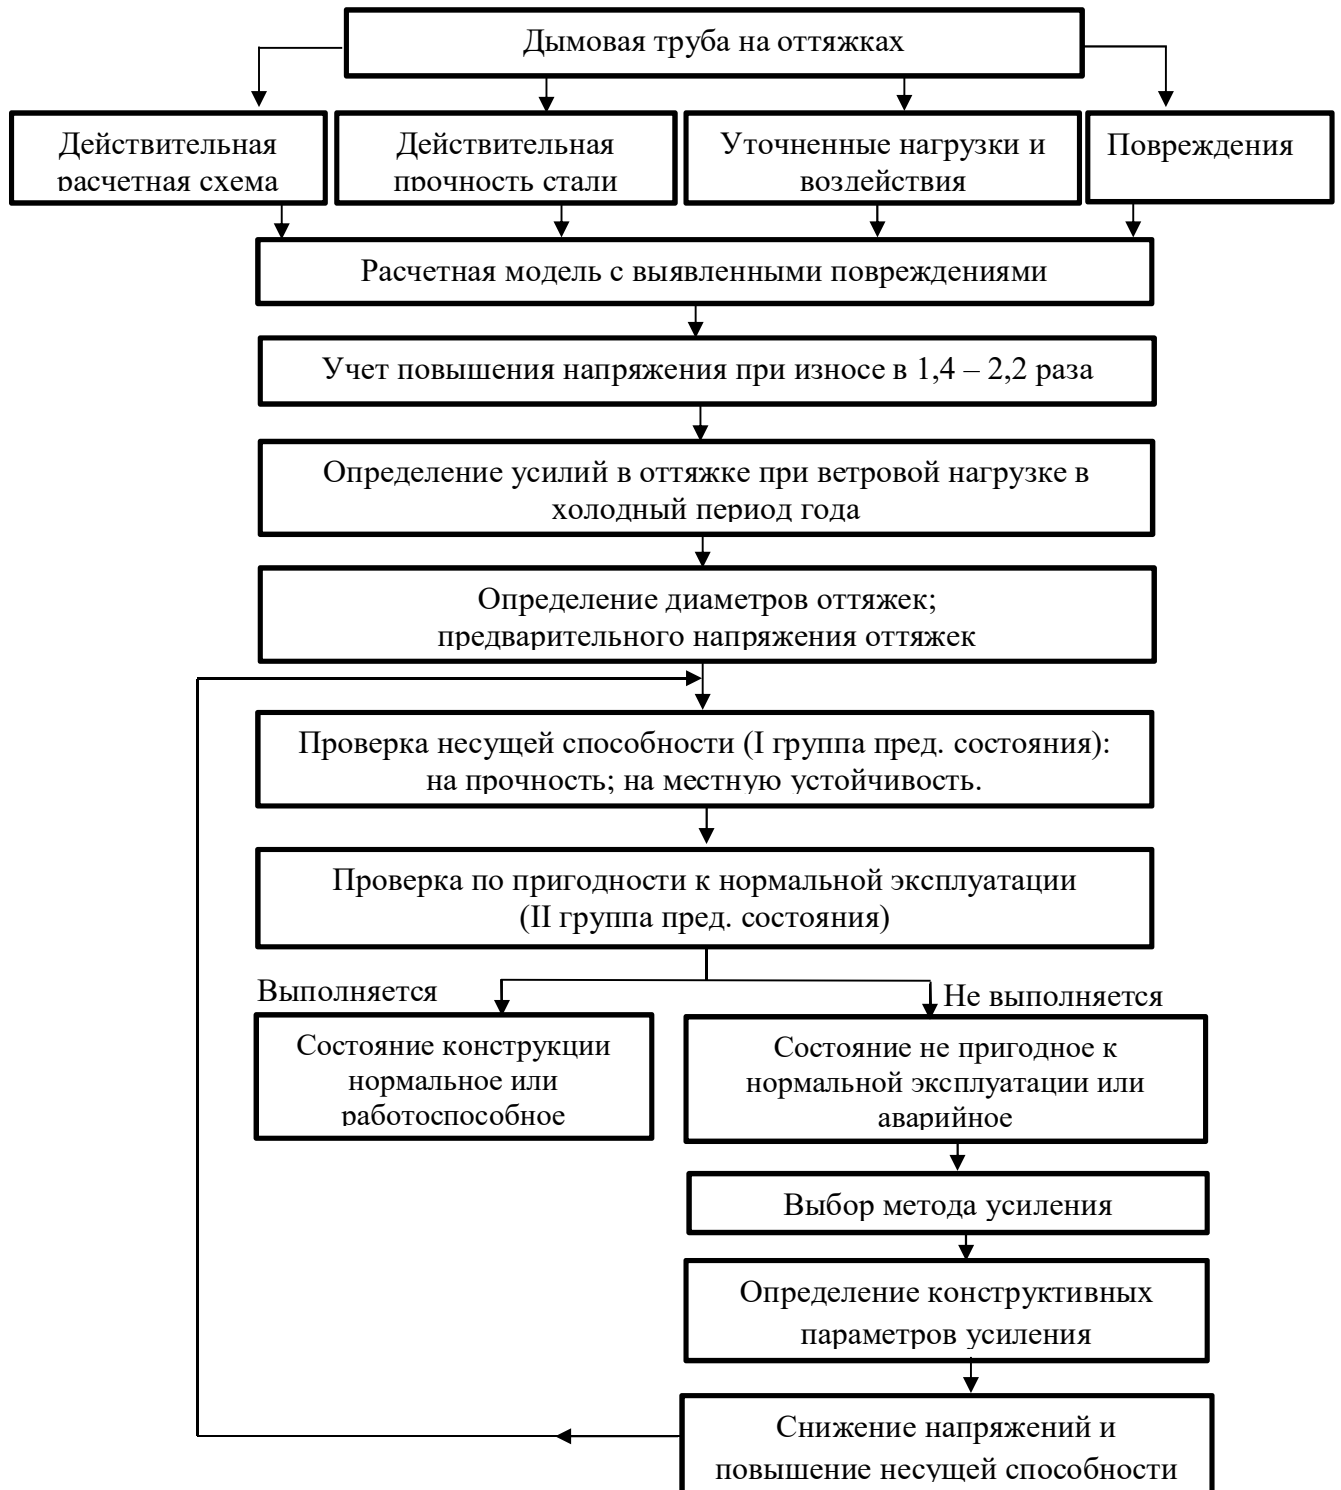 Дымовая труба на оттяжках
Действительная
расчетная схема
Действительная
прочность стали
Уточненные нагрузки и
воздействия
Повреждения
Расчетная модель с выявленными повреждениями
Учет повышения напряжения при износе в 1,4 – 2,2 раза
Определение усилий в оттяжке при ветровой нагрузке в
холодный период года
Определение диаметров оттяжек;
предварительного напряжения оттяжек
Проверка несущей способности (I группа пред. состояния):
на прочность; на местную устойчивость.
Проверка по пригодности к нормальной эксплуатации
(II группа пред. состояния)
Выполняется
Не выполняется
Состояние конструкции
нормальное или
работоспособное
Состояние не пригодное к
нормальной эксплуатации или
аварийное
Выбор метода усиления
Определение конструктивных
параметров усиления
Снижение напряжений и
повышение несущей способности